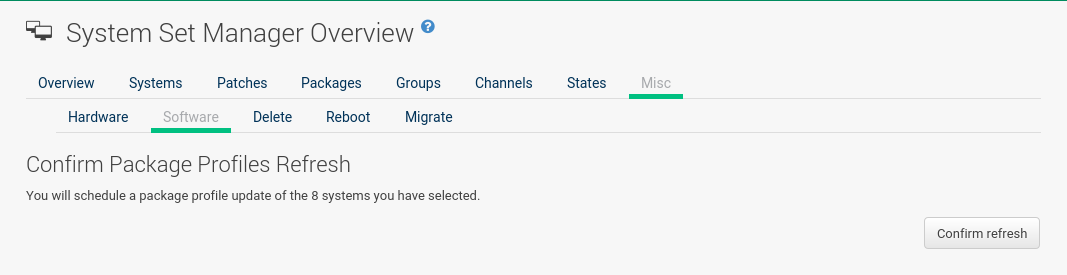 System Set Manager Overview ?
Overview Systems Patches Packages Groups Channels States Misc
Hardware Software Delete Reboot Migrate
Confirm Package Profiles Refresh
You will schedule a package profile update of the 8 systems you have selected.
Confirm refresh